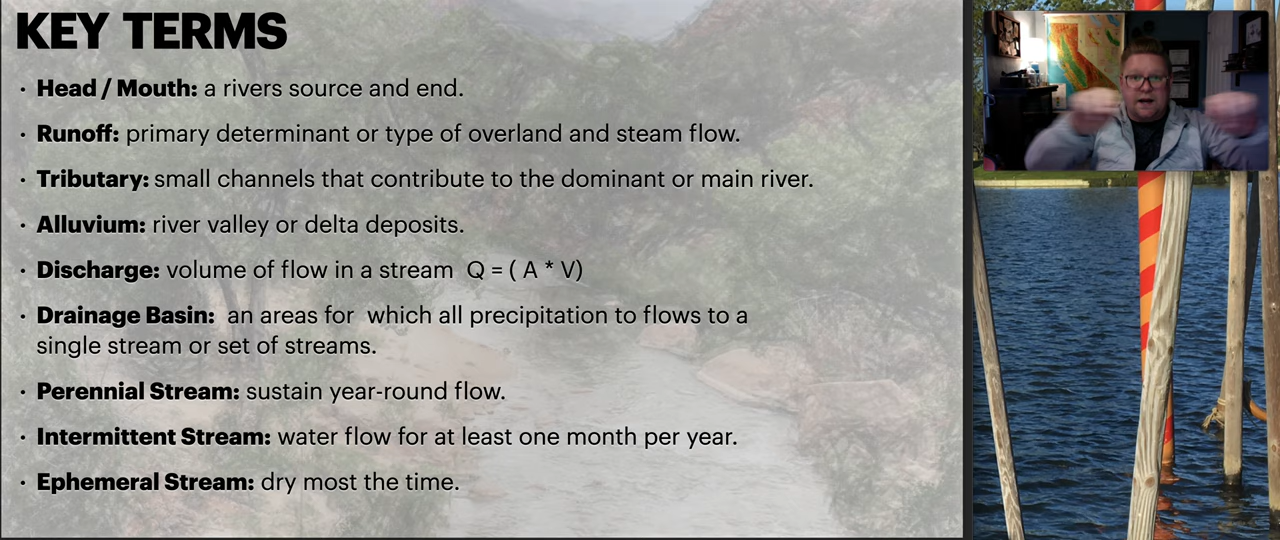 KEY TERMS
• Head / Mouth: a rivers source and end.
• Runoff: primary determinant or type of overland and steam flow.
• Tributary: small channels that contribute to the dominant or main river.
• Alluvium: river valley or delta deposits.
• Discharge: volume of flow in a stream  Q = ( A * V)
• Drainage Basin:  an areas for  which all precipitation to flows to a
single stream or set of streams.
• Perennial Stream: sustain year-round flow.
• Intermittent Stream: water flow for at least one month per year.
• Ephemeral Stream: dry most the time.